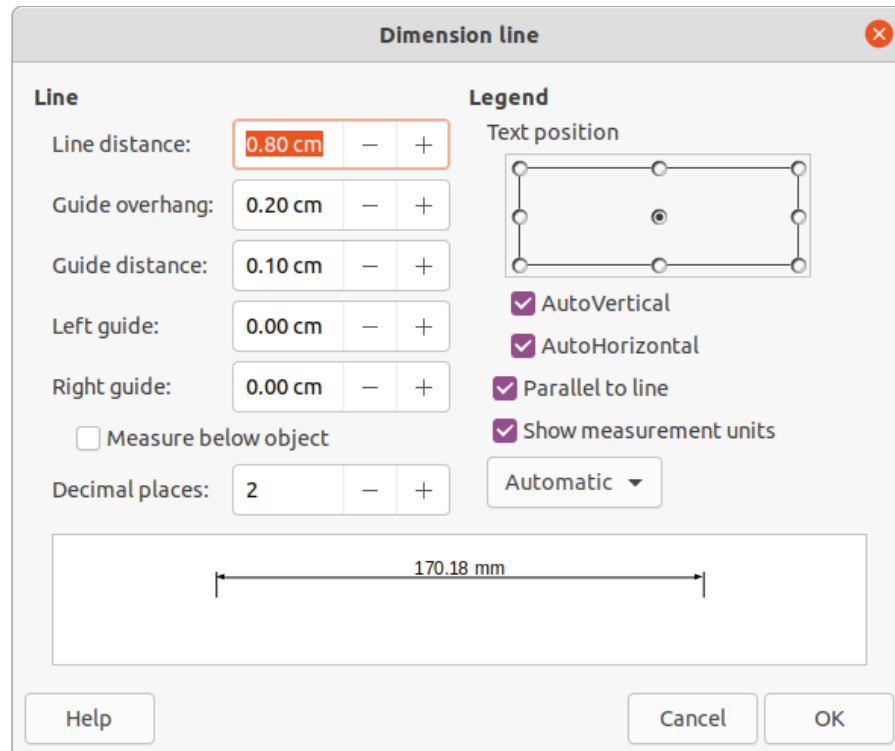 Dimension line
Line
Line distance: 0.80 cm
Guide overhang: 0.20 cm
Guide distance: 0.10 cm
Left guide: 0.00 cm
Right guide: 0.00 cm
Measure below object
Decimal places: 2
Legend
Text position
AutoVertical
AutoHorizontal
Parallel to line
Show measurement units
Automatic
170.18 mm
Help Cancel OK